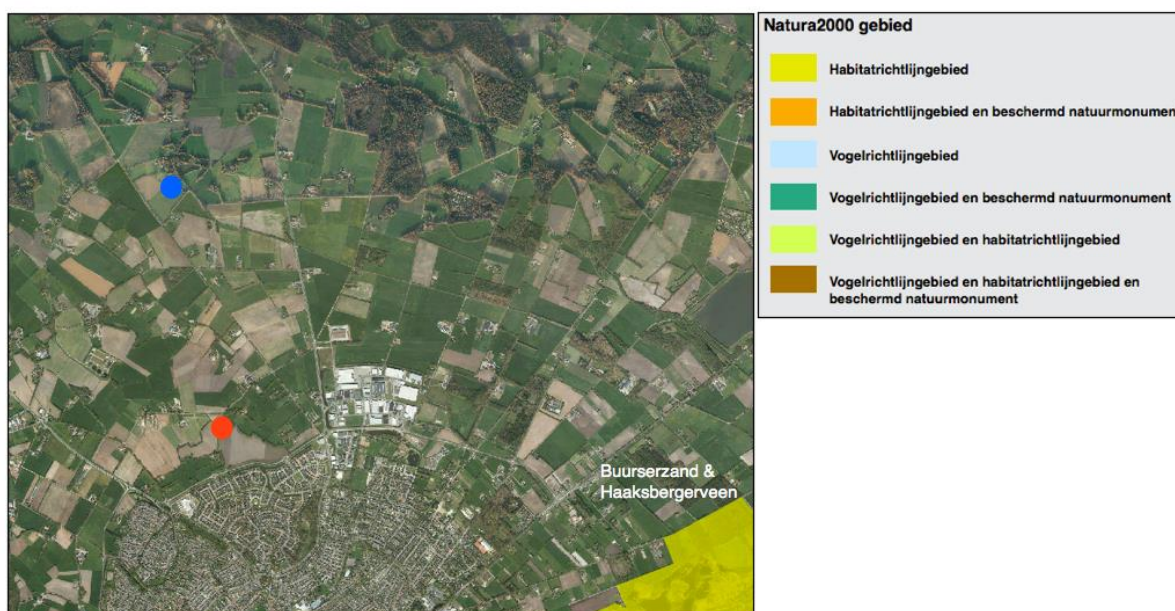 Natura2000 gebied
Habitatrichtlijngebied
Habitatrichtlijngebied en beschermd natuurmonument
Vogelrichtlijngebied
Vogelrichtlijngebied en beschermd natuurmonument
Vogelrichtlijngebied en habitatrichtlijngebied
Vogelrichtlijngebied en habitatrichtlijngebied en
beschermd natuurmonument
Buurserzand &
Haaksbergerveen